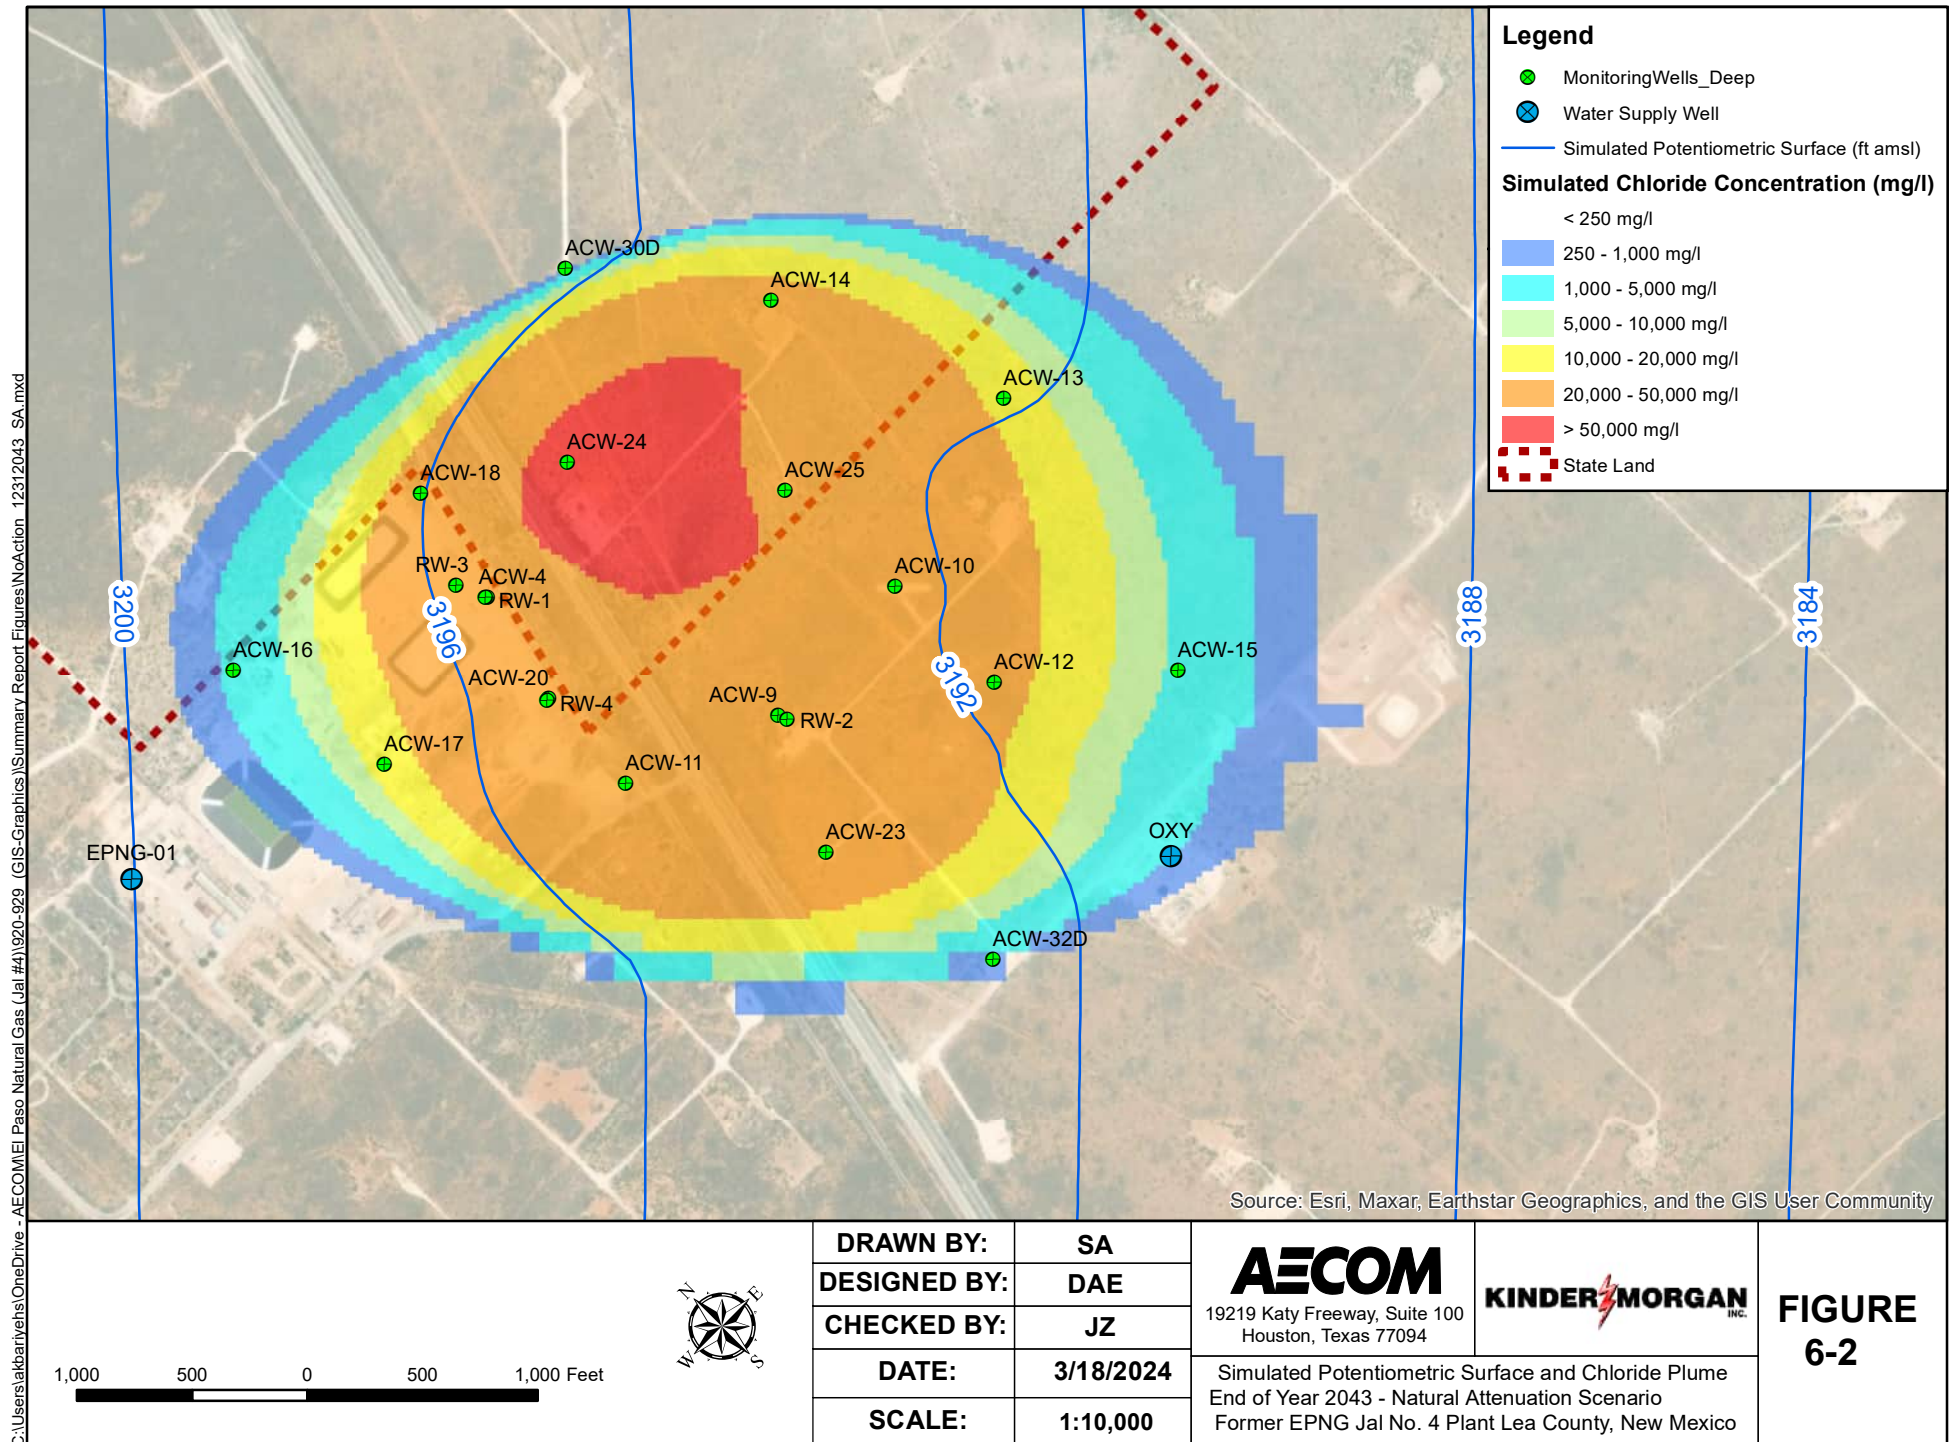 Legend
MonitoringWells_Deep
Water Supply Well
Simulated Potentiometric Surface (ft amsl)
Simulated Chloride Concentration (mg/l)
< 250 mg/l
250 - 1,000 mg/l
1,000 - 5,000 mg/l
5,000 - 10,000 mg/l
10,000 - 20,000 mg/l
20,000 - 50,000 mg/l
> 50,000 mg/l
State Land
ACW-30D
ACW-14
ACW-13
ACW-24
ACW-18
ACW-25
RW-3
ACW-4
RW-1
ACW-10
3200
3196
3192
3188
3184
ACW-16
ACW-15
ACW-12
ACW-20
RW-4
ACW-9
RW-2
ACW-17
ACW-11
ACW-23
OXY
EPNG-01
ACW-32D
Source: Esri, Maxar, Earthstar Geographics, and the GIS User Community
C:\Users\akbariyehs\OneDrive - AECOM\El Paso Natural Gas (Jal #4)\920-929 (GIS-Graphics)\Summary Report Figures\NoAction_12312043_SA.mxd
1,000 500 0 500 1,000 Feet
N E
W S
DRAWN BY: SA
DESIGNED BY: DAE
CHECKED BY: JZ
DATE: 3/18/2024
SCALE: 1:10,000
AECOM
19219 Katy Freeway, Suite 100
Houston, Texas 77094
KINDER MORGAN
INC.
Simulated Potentiometric Surface and Chloride Plume
End of Year 2043 - Natural Attenuation Scenario
Former EPNG Jal No. 4 Plant Lea County, New Mexico
FIGURE
6-2